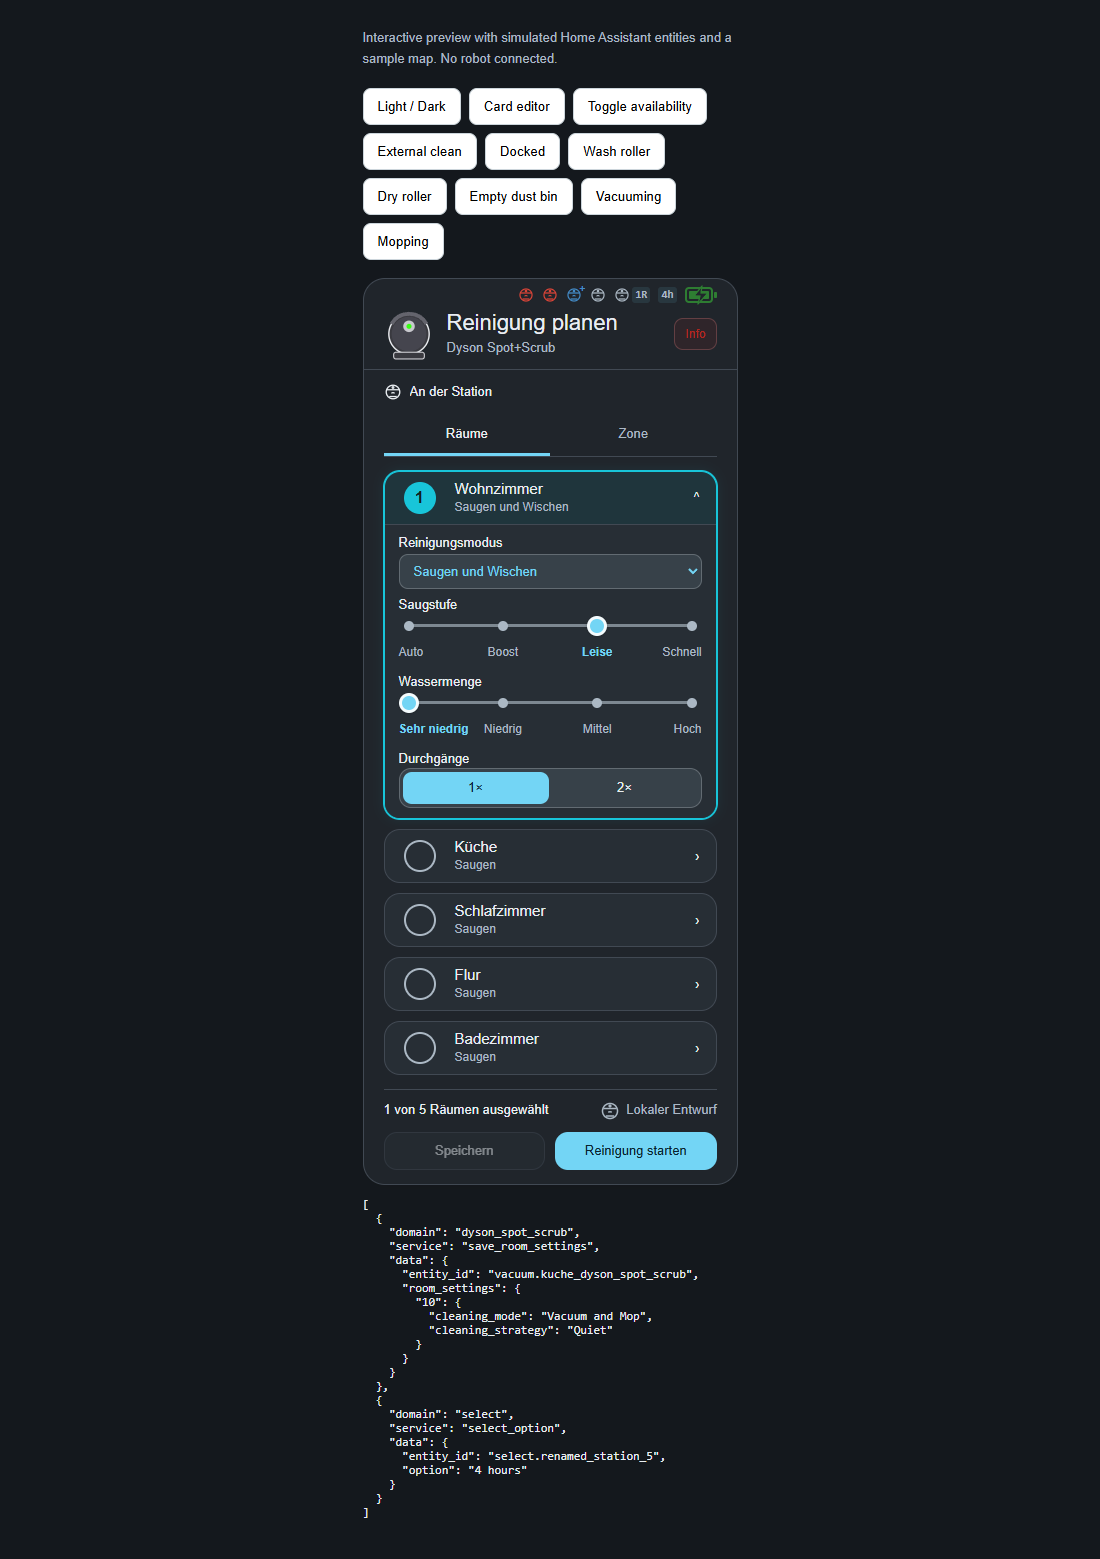 Interactive preview with simulated Home Assistant entities and a
sample map. No robot connected.
Light / Dark
Card editor
Toggle availability
External clean
Docked
Wash roller
Dry roller
Empty dust bin
Vacuuming
Mopping
1R
4h
Reinigung planen
Dyson Spot+Scrub
Info
An der Station
Räume
Zone
1
Wohnzimmer
Saugen und Wischen
Reinigungsmodus
Saugen und Wischen
Saugstufe
Auto
Boost
Leise
Schnell
Wassermenge
Sehr niedrig
Niedrig
Mittel
Hoch
Durchgänge
1×
2×
Küche
Saugen
Schlafzimmer
Saugen
Flur
Saugen
Badezimmer
Saugen
1 von 5 Räumen ausgewählt
Lokaler Entwurf
Speichern
Reinigung starten
[
  {
    "domain": "dyson_spot_scrub",
    "service": "save_room_settings",
    "data": {
      "entity_id": "vacuum.kuche_dyson_spot_scrub",
      "room_settings": {
        "10": {
          "cleaning_mode": "Vacuum and Mop",
          "cleaning_strategy": "Quiet"
        }
      }
    }
  },
  {
    "domain": "select",
    "service": "select_option",
    "data": {
      "entity_id": "select.renamed_station_5",
      "option": "4 hours"
    }
  }
]